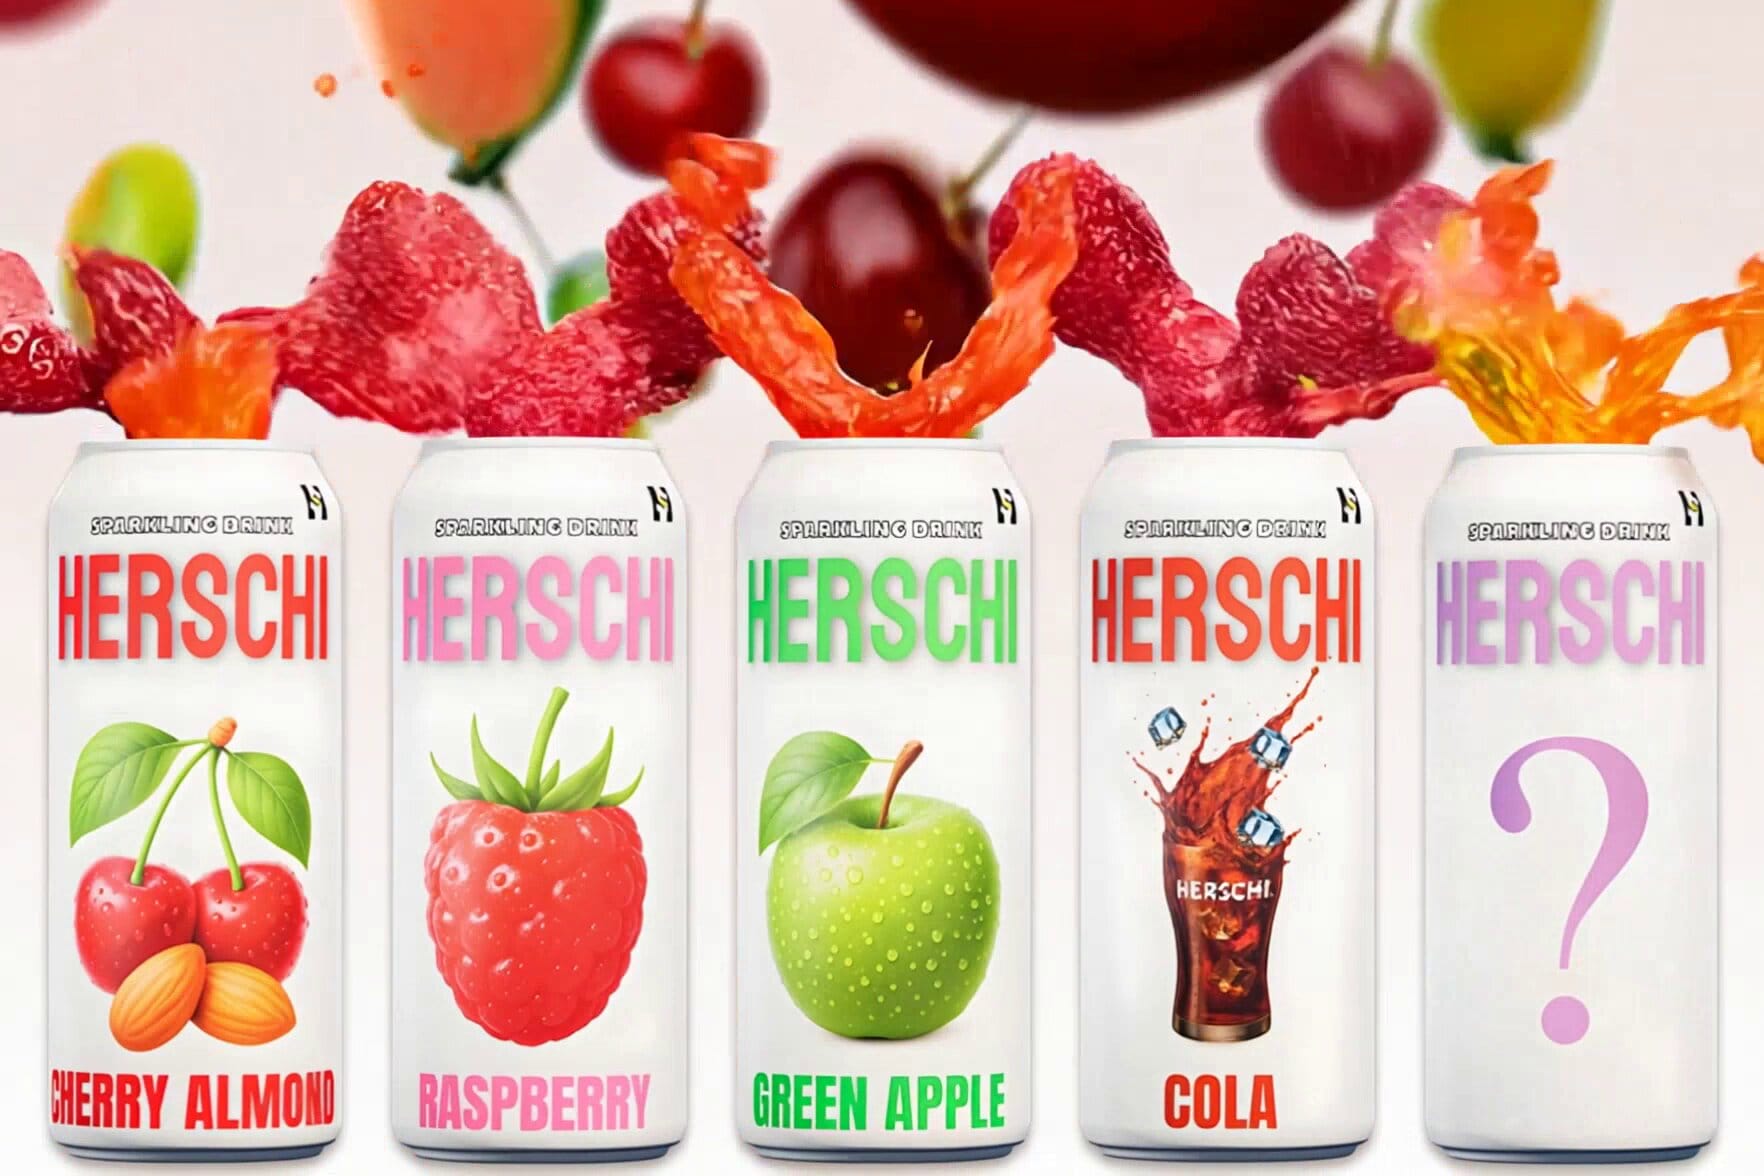 SPARKLING DRINK
HERSCHI
CHERRY ALMOND
SPARKLING DRINK
HERSCHI
RASPBERRY
SPARKLING DRINK
HERSCHI
GREEN APPLE
SPARKLING DRINK
HERSCHI
HERSCHI
COLA
SPARKLING DRINK
HERSCHI
?